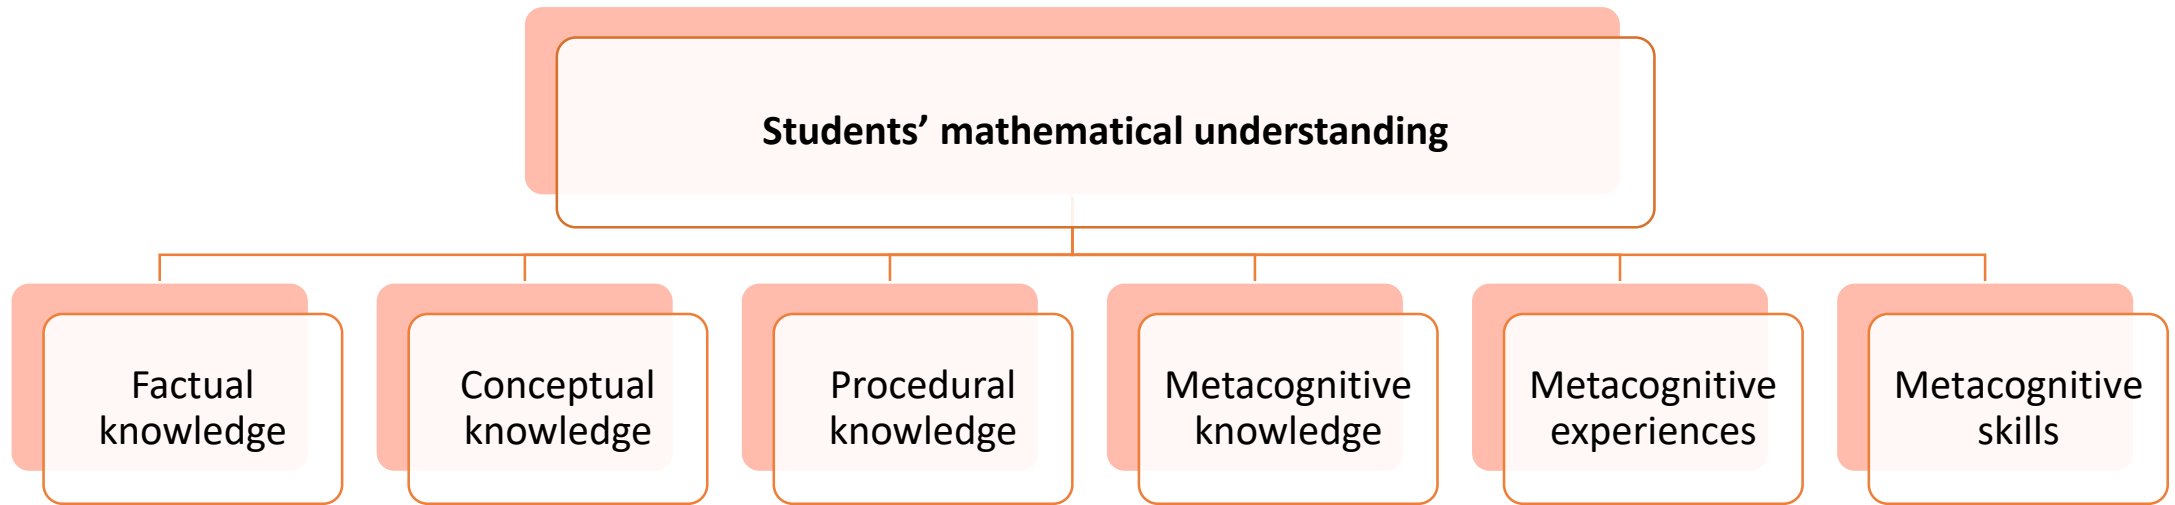 Students’ mathematical understanding
Factual
knowledge
Conceptual
knowledge
Procedural
knowledge
Metacognitive
knowledge
Metacognitive
experiences
Metacognitive
skills